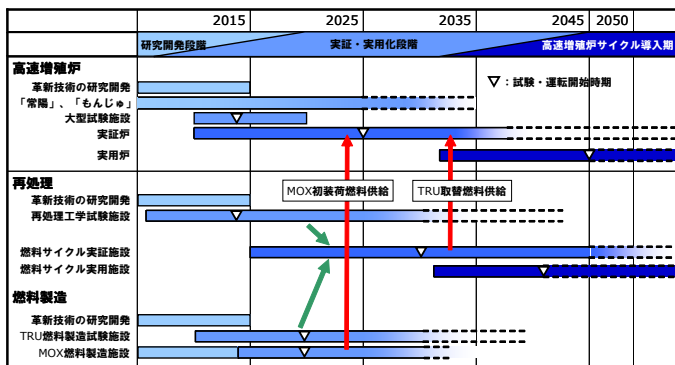 2015 2025 2035 2045 2050
研究開発段階 実証・実用化段階 高速増殖炉サイクル導入期
高速増殖炉
▽:試験・運転開始時期
革新技術の研究開発
「常陽」、「もんじゅ」
大型試験施設
実証炉
実用炉
再処理
MOX初装荷燃料供給 TRU取替燃料供給
革新技術の研究開発
再処理工学試験施設
燃料サイクル実証施設
燃料サイクル実用施設
燃料製造
革新技術の研究開発
TRU燃料製造試験施設
MOX燃料製造施設